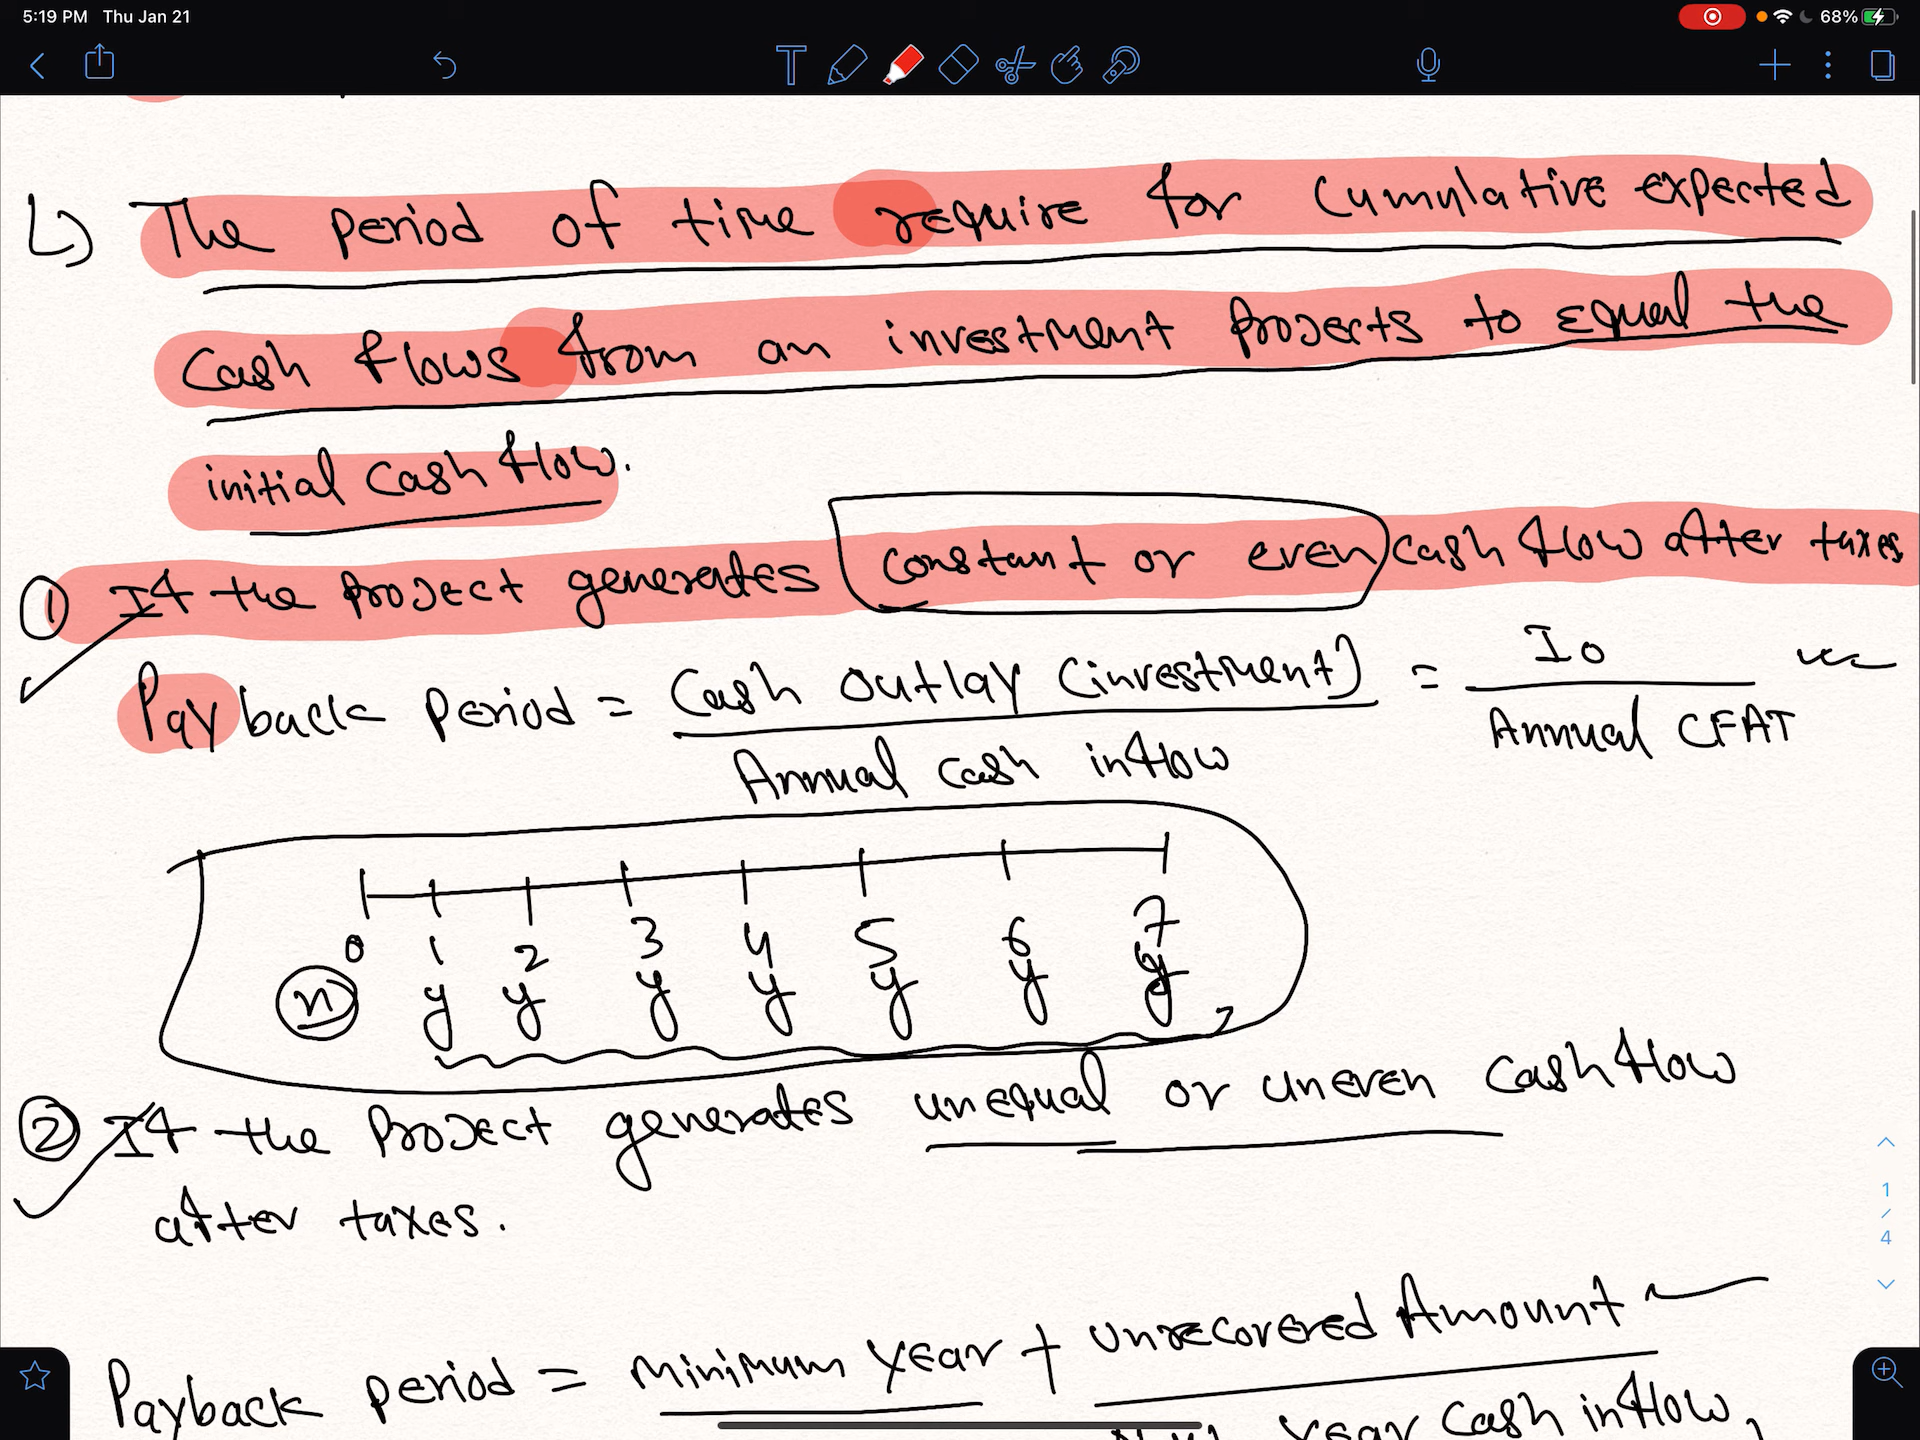 5:19 PM Thu Jan 21
68%
T
The period of time require for cumulative expected
cash flows from an investment projects to equal the
initial cash flow.
① If the project generates constant or even cash flow after taxes
Payback period = Cash outlay (investment) / Annual cash inflow = I0 / Annual CFAT
0 1 2 3 4 5 6 7
n y y y y y y y
② If the project generates unequal or uneven cash flow
after taxes.
1
/
4
Payback period = minimum year + unrecovered Amount
year cash inflow